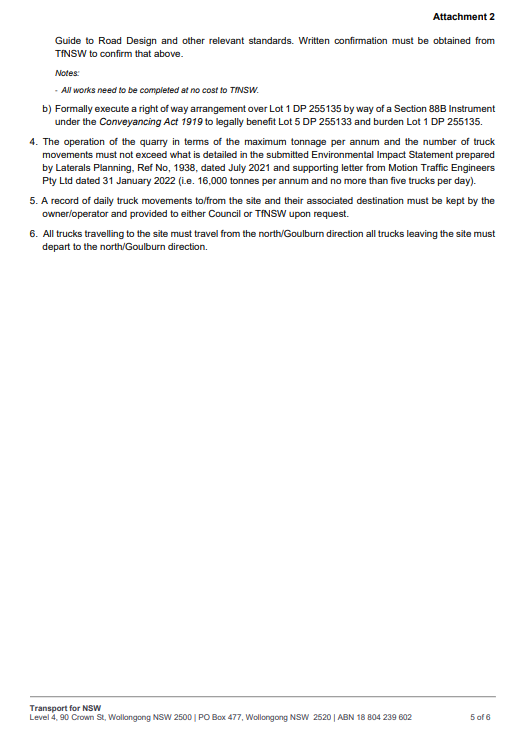 Attachment 2
Guide to Road Design and other relevant standards. Written confirmation must be obtained from
TfNSW to confirm that above.
Notes:
- All works need to be completed at no cost to TfNSW.
b) Formally execute a right of way arrangement over Lot 1 DP 255135 by way of a Section 88B Instrument
under the Conveyancing Act 1919 to legally benefit Lot 5 DP 255133 and burden Lot 1 DP 255135.
4. The operation of the quarry in terms of the maximum tonnage per annum and the number of truck
movements must not exceed what is detailed in the submitted Environmental Impact Statement prepared
by Laterals Planning, Ref No, 1938, dated July 2021 and supporting letter from Motion Traffic Engineers
Pty Ltd dated 31 January 2022 (i.e. 16,000 tonnes per annum and no more than five trucks per day).
5. A record of daily truck movements to/from the site and their associated destination must be kept by the
owner/operator and provided to either Council or TfNSW upon request.
6. All trucks travelling to the site must travel from the north/Goulburn direction all trucks leaving the site must
depart to the north/Goulburn direction.
Transport for NSW
Level 4, 90 Crown St, Wollongong NSW 2500 | PO Box 477, Wollongong NSW 2520 | ABN 18 804 239 602 5 of 6